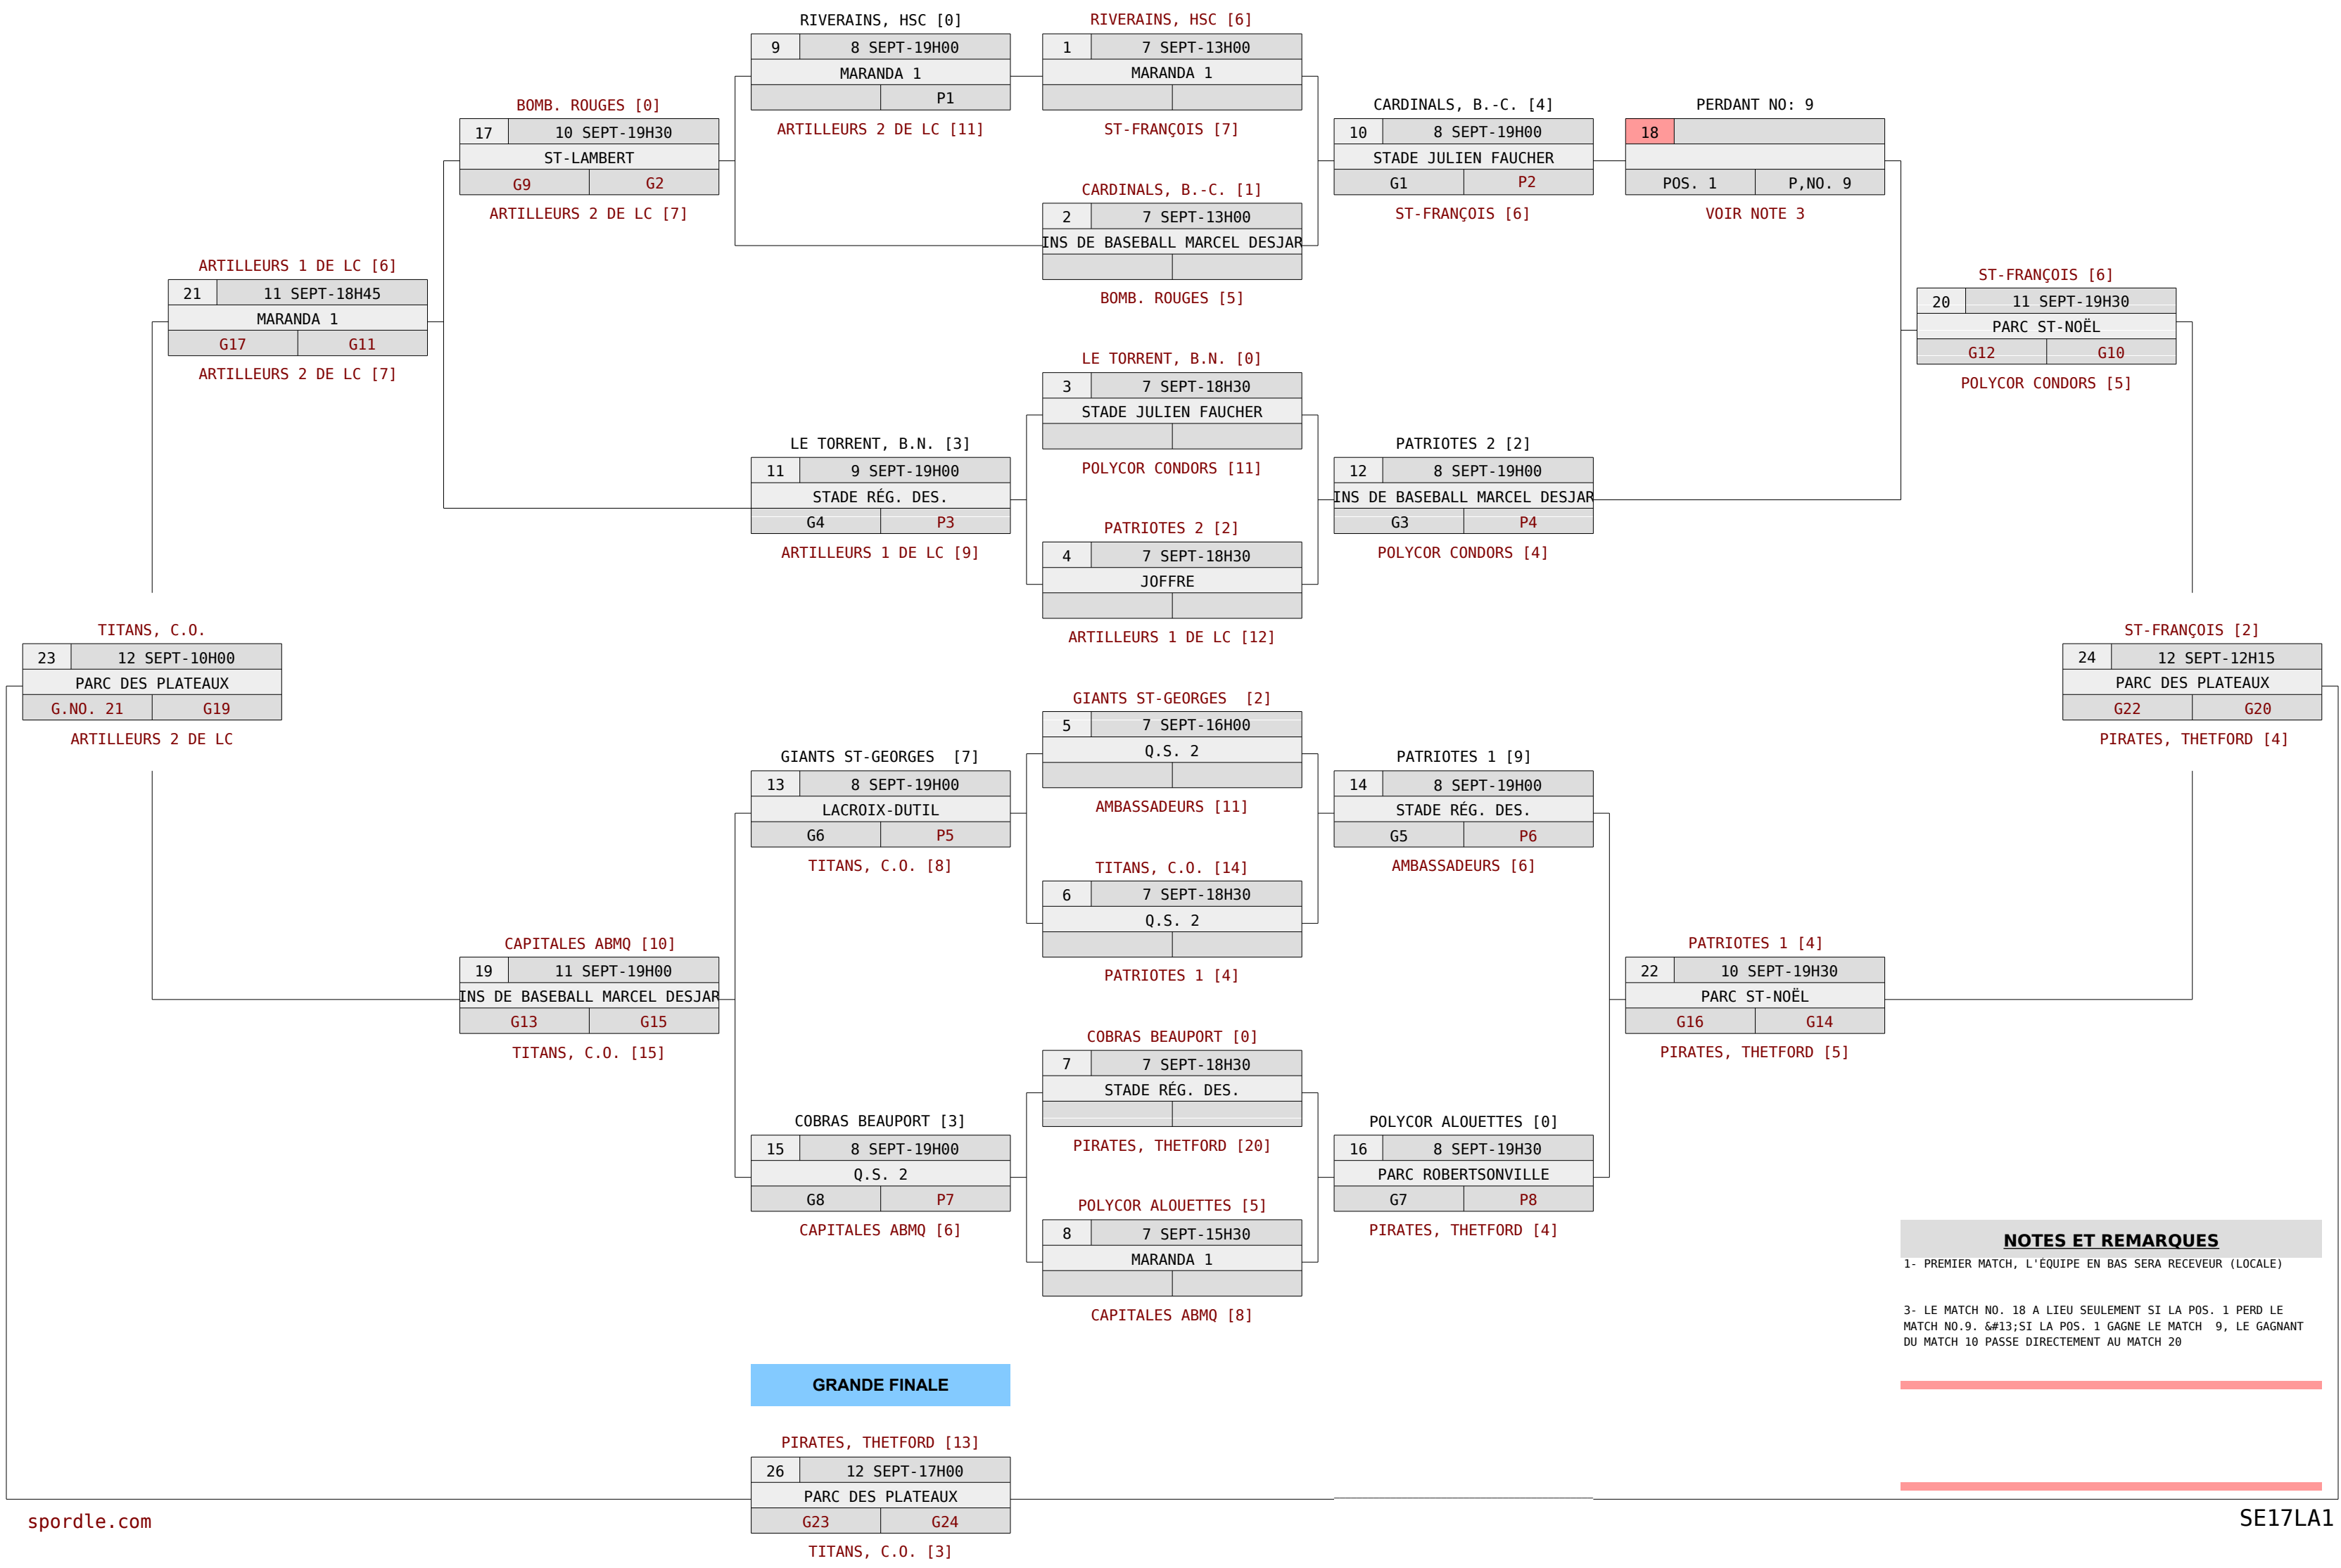 RIVERAINS, HSC [0]
9 8 SEPT-19H00
MARANDA 1
P1
ARTILLEURS 2 DE LC [11]
RIVERAINS, HSC [6]
1 7 SEPT-13H00
MARANDA 1
ST-FRANÇOIS [7]
BOMB. ROUGES [0]
17 10 SEPT-19H30
ST-LAMBERT
G9 G2
ARTILLEURS 2 DE LC [7]
CARDINALS, B.-C. [1]
2 7 SEPT-13H00
INS DE BASEBALL MARCEL DESJAR
BOMB. ROUGES [5]
CARDINALS, B.-C. [4]
10 8 SEPT-19H00
STADE JULIEN FAUCHER
G1 P2
ST-FRANÇOIS [6]
PERDANT NO: 9
18
POS. 1 P,NO. 9
VOIR NOTE 3
ARTILLEURS 1 DE LC [6]
21 11 SEPT-18H45
MARANDA 1
G17 G11
ARTILLEURS 2 DE LC [7]
ST-FRANÇOIS [6]
20 11 SEPT-19H30
PARC ST-NOËL
G12 G10
POLYCOR CONDORS [5]
LE TORRENT, B.N. [0]
3 7 SEPT-18H30
STADE JULIEN FAUCHER
POLYCOR CONDORS [11]
LE TORRENT, B.N. [3]
11 9 SEPT-19H00
STADE RÉG. DES.
G4 P3
ARTILLEURS 1 DE LC [9]
PATRIOTES 2 [2]
4 7 SEPT-18H30
JOFFRE
ARTILLEURS 1 DE LC [12]
PATRIOTES 2 [2]
12 8 SEPT-19H00
INS DE BASEBALL MARCEL DESJAR
G3 P4
POLYCOR CONDORS [4]
TITANS, C.O.
23 12 SEPT-10H00
PARC DES PLATEAUX
G.NO. 21 G19
ARTILLEURS 2 DE LC
ST-FRANÇOIS [2]
24 12 SEPT-12H15
PARC DES PLATEAUX
G22 G20
PIRATES, THETFORD [4]
GIANTS ST-GEORGES  [2]
5 7 SEPT-16H00
Q.S. 2
AMBASSADEURS [11]
GIANTS ST-GEORGES  [7]
13 8 SEPT-19H00
LACROIX-DUTIL
G6 P5
TITANS, C.O. [8]
TITANS, C.O. [14]
6 7 SEPT-18H30
Q.S. 2
PATRIOTES 1 [4]
PATRIOTES 1 [9]
14 8 SEPT-19H00
STADE RÉG. DES.
G5 P6
AMBASSADEURS [6]
CAPITALES ABMQ [10]
19 11 SEPT-19H00
INS DE BASEBALL MARCEL DESJAR
G13 G15
TITANS, C.O. [15]
PATRIOTES 1 [4]
22 10 SEPT-19H30
PARC ST-NOËL
G16 G14
PIRATES, THETFORD [5]
COBRAS BEAUPORT [0]
7 7 SEPT-18H30
STADE RÉG. DES.
PIRATES, THETFORD [20]
COBRAS BEAUPORT [3]
15 8 SEPT-19H00
Q.S. 2
G8 P7
CAPITALES ABMQ [6]
POLYCOR ALOUETTES [5]
8 7 SEPT-15H30
MARANDA 1
CAPITALES ABMQ [8]
POLYCOR ALOUETTES [0]
16 8 SEPT-19H30
PARC ROBERTSONVILLE
G7 P8
PIRATES, THETFORD [4]
NOTES ET REMARQUES
1- PREMIER MATCH, L'ÉQUIPE EN BAS SERA RECEVEUR (LOCALE)
3- LE MATCH NO. 18 A LIEU SEULEMENT SI LA POS. 1 PERD LE
MATCH NO.9. &#13;SI LA POS. 1 GAGNE LE MATCH  9, LE GAGNANT
DU MATCH 10 PASSE DIRECTEMENT AU MATCH 20
GRANDE FINALE
PIRATES, THETFORD [13]
26 12 SEPT-17H00
PARC DES PLATEAUX
G23 G24
TITANS, C.O. [3]
spordle.com
SE17LA1